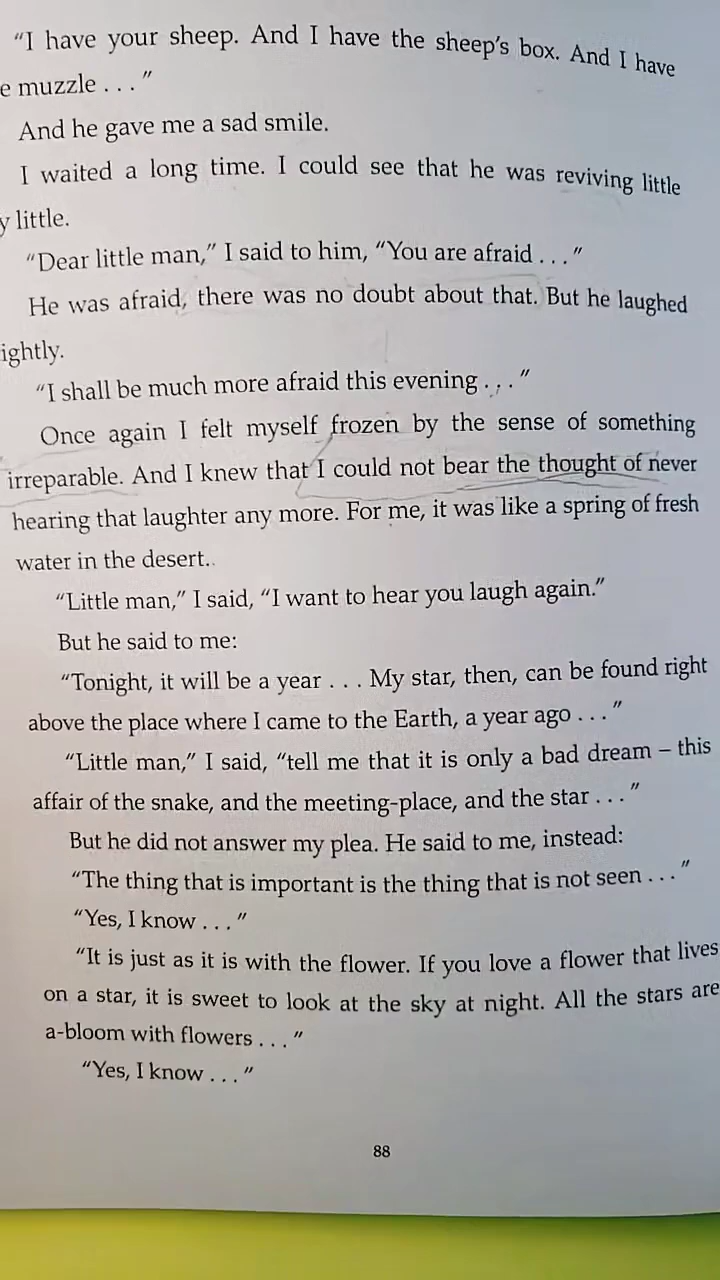 “I have your sheep. And I have the sheep’s box. And I have
e muzzle . . . ”
And he gave me a sad smile.
I waited a long time. I could see that he was reviving little
y little.
“Dear little man,” I said to him, “You are afraid . . . ”
He was afraid, there was no doubt about that. But he laughed
ightly.
“I shall be much more afraid this evening . . . ”
Once again I felt myself frozen by the sense of something
irreparable. And I knew that I could not bear the thought of never
hearing that laughter any more. For me, it was like a spring of fresh
water in the desert.
“Little man,” I said, “I want to hear you laugh again.”
But he said to me:
“Tonight, it will be a year . . . My star, then, can be found right
above the place where I came to the Earth, a year ago . . . ”
“Little man,” I said, “tell me that it is only a bad dream – this
affair of the snake, and the meeting-place, and the star . . . ”
But he did not answer my plea. He said to me, instead:
“The thing that is important is the thing that is not seen . . . ”
“Yes, I know . . . ”
“It is just as it is with the flower. If you love a flower that lives
on a star, it is sweet to look at the sky at night. All the stars are
a-bloom with flowers . . . ”
“Yes, I know . . . ”
88